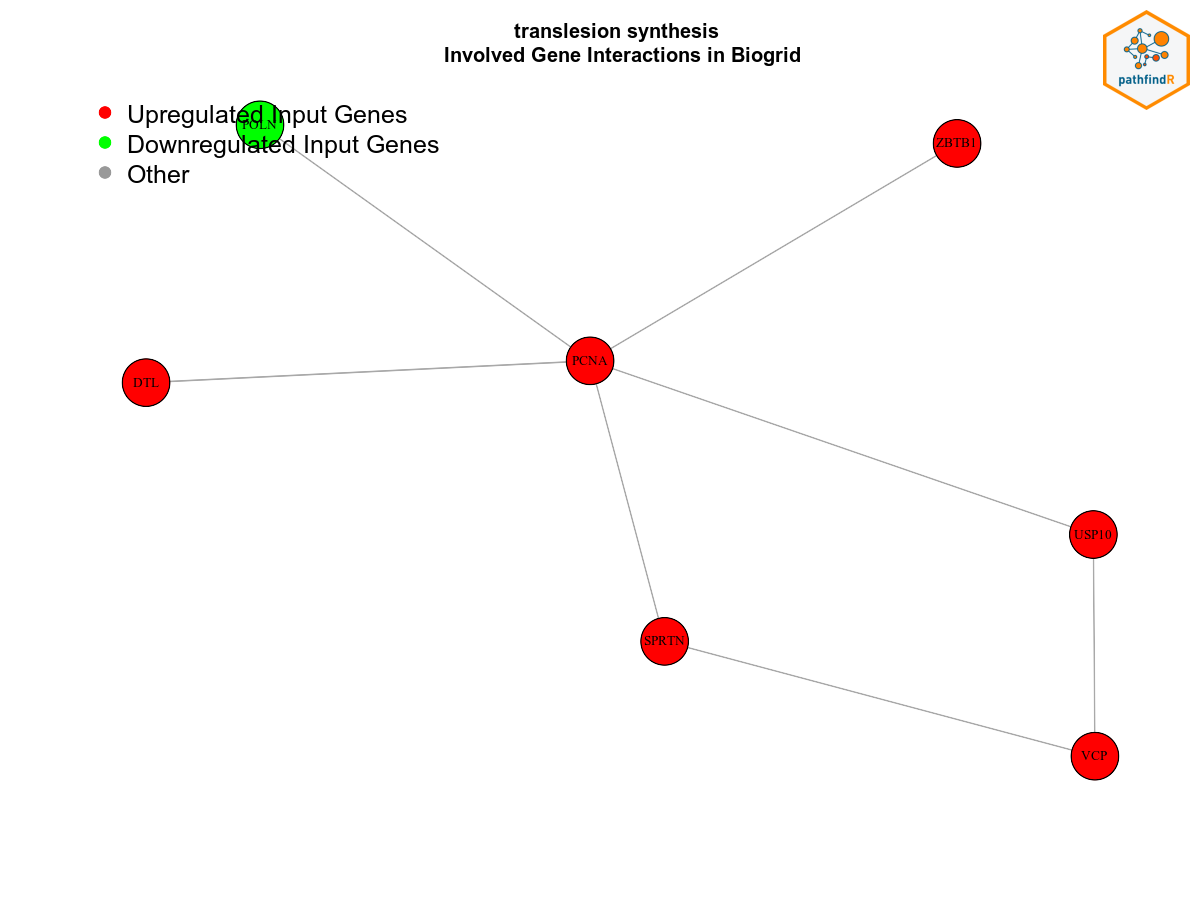 translesion synthesis
Involved Gene Interactions in Biogrid
pathfindR
Upregulated Input Genes
POLN
Downregulated Input Genes
Other
ZBTB1
PCNA
DTL
USP10
SPRTN
VCP